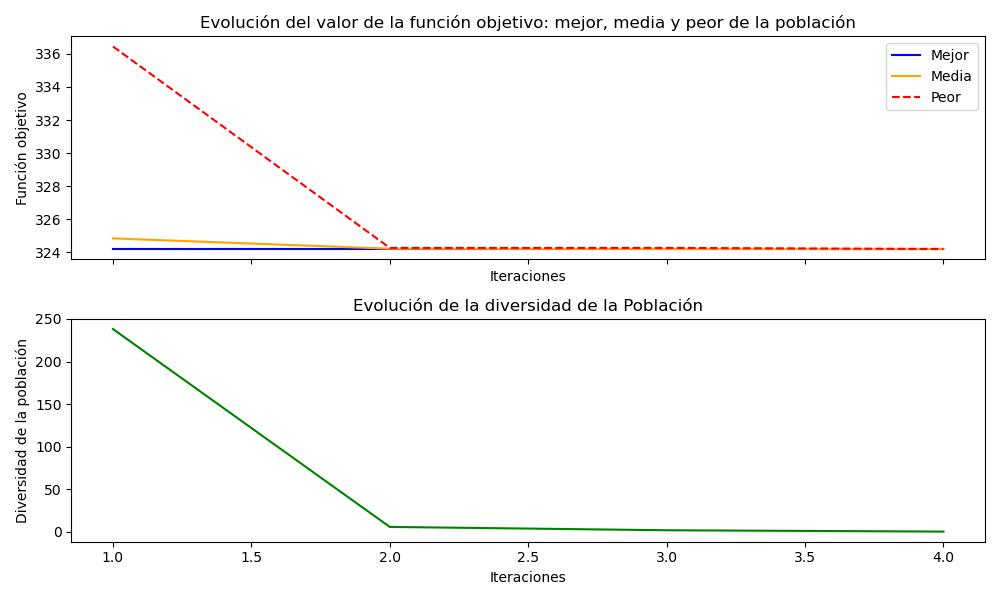 Evolución del valor de la función objetivo: mejor, media y peor de la población
336
334
332
330
328
326
324
Función objetivo
Mejor
Media
Peor
Iteraciones
Evolución de la diversidad de la Población
250
200
150
100
50
0
Diversidad de la población
1.0 1.5 2.0 2.5 3.0 3.5 4.0
Iteraciones